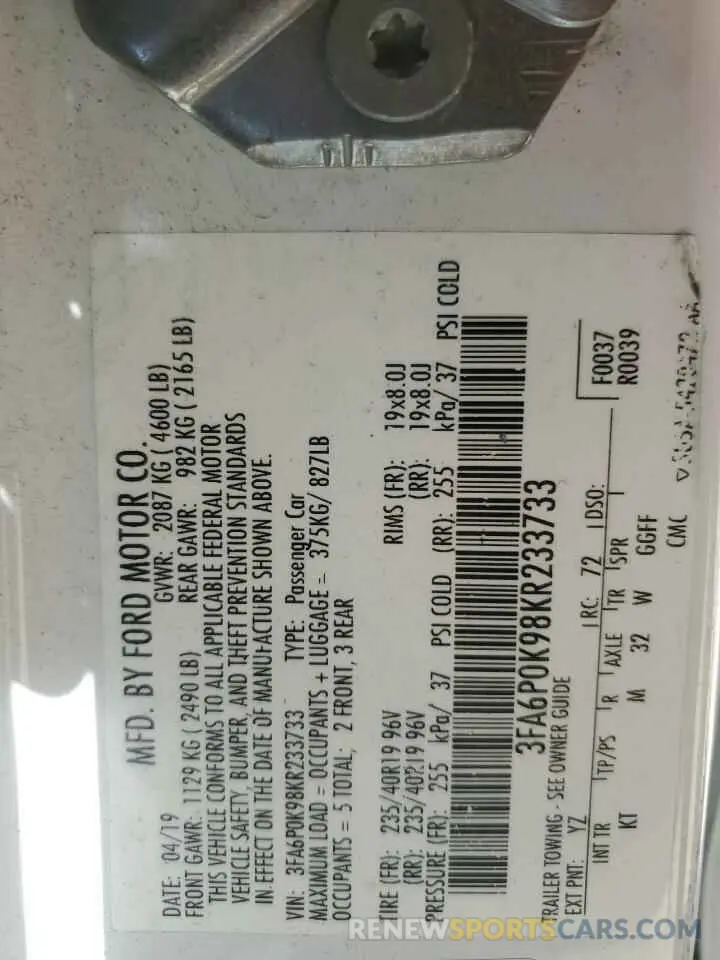 MFD. BY FORD MOTOR CO.
DATE: 04/19 GVWR: 2087 KG ( 4600 LB)
FRONT GAWR: 1129 KG ( 2490 LB) REAR GAWR: 982 KG ( 2165 LB)
THIS VEHICLE CONFORMS TO ALL APPLICABLE FEDERAL MOTOR
VEHICLE SAFETY, BUMPER, AND THEFT PREVENTION STANDARDS
IN EFFECT ON THE DATE OF MANUFACTURE SHOWN ABOVE.
VIN: 3FA6P0K98KR233733 TYPE: Passenger Car
MAXIMUM LOAD = OCCUPANTS + LUGGAGE = 375KG/ 827LB
OCCUPANTS = 5 TOTAL; 2 FRONT, 3 REAR
TIRE (FR): 235/40R19 96V RIMS (FR): 19x8.0J
(RR): 235/40R19 96V (RR): 19x8.0J
PRESSURE (FR): 255 kPa/ 37 PSI COLD (RR): 255 kPa/ 37 PSI COLD
3FA6P0K98KR233733
TRAILER TOWING - SEE OWNER GUIDE
EXT PNT: YZ RC: 72 DSO: F0037
R0039
INT TR TP/PS R AXLE TR SPR
KT M 32 W GGFF
CMC
RENEWSPORTSCARS.COM